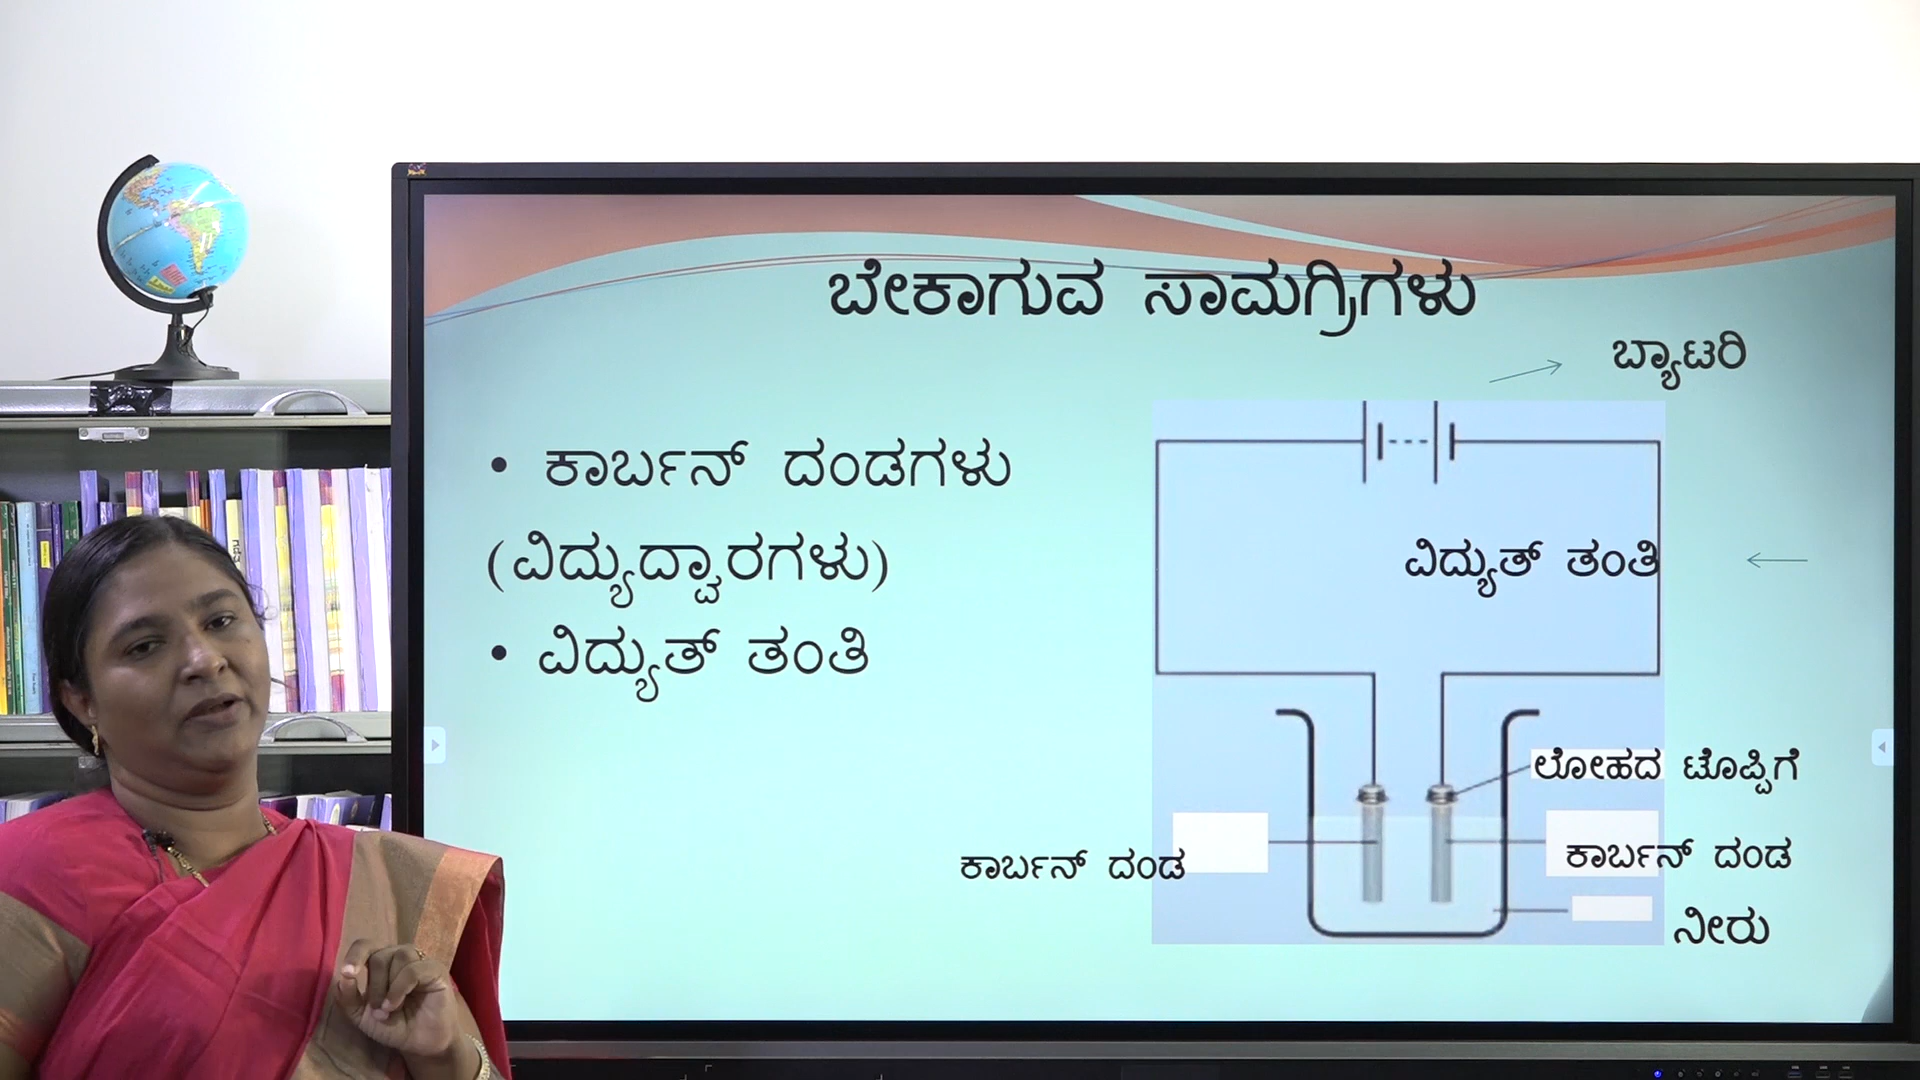 ಬೇಕಾಗುವ ಸಾಮಗ್ರಿಗಳು
ಬ್ಯಾಟರಿ
• ಕಾರ್ಬನ್ ದಂಡಗಳು
(ವಿದ್ಯುದ್ವಾರಗಳು)
• ವಿದ್ಯುತ್ ತಂತಿ
ವಿದ್ಯುತ್ ತಂತಿ
ಲೋಹದ ಟೊಪ್ಪಿಗೆ
ಕಾರ್ಬನ್ ದಂಡ
ಕಾರ್ಬನ್ ದಂಡ
ನೀರು